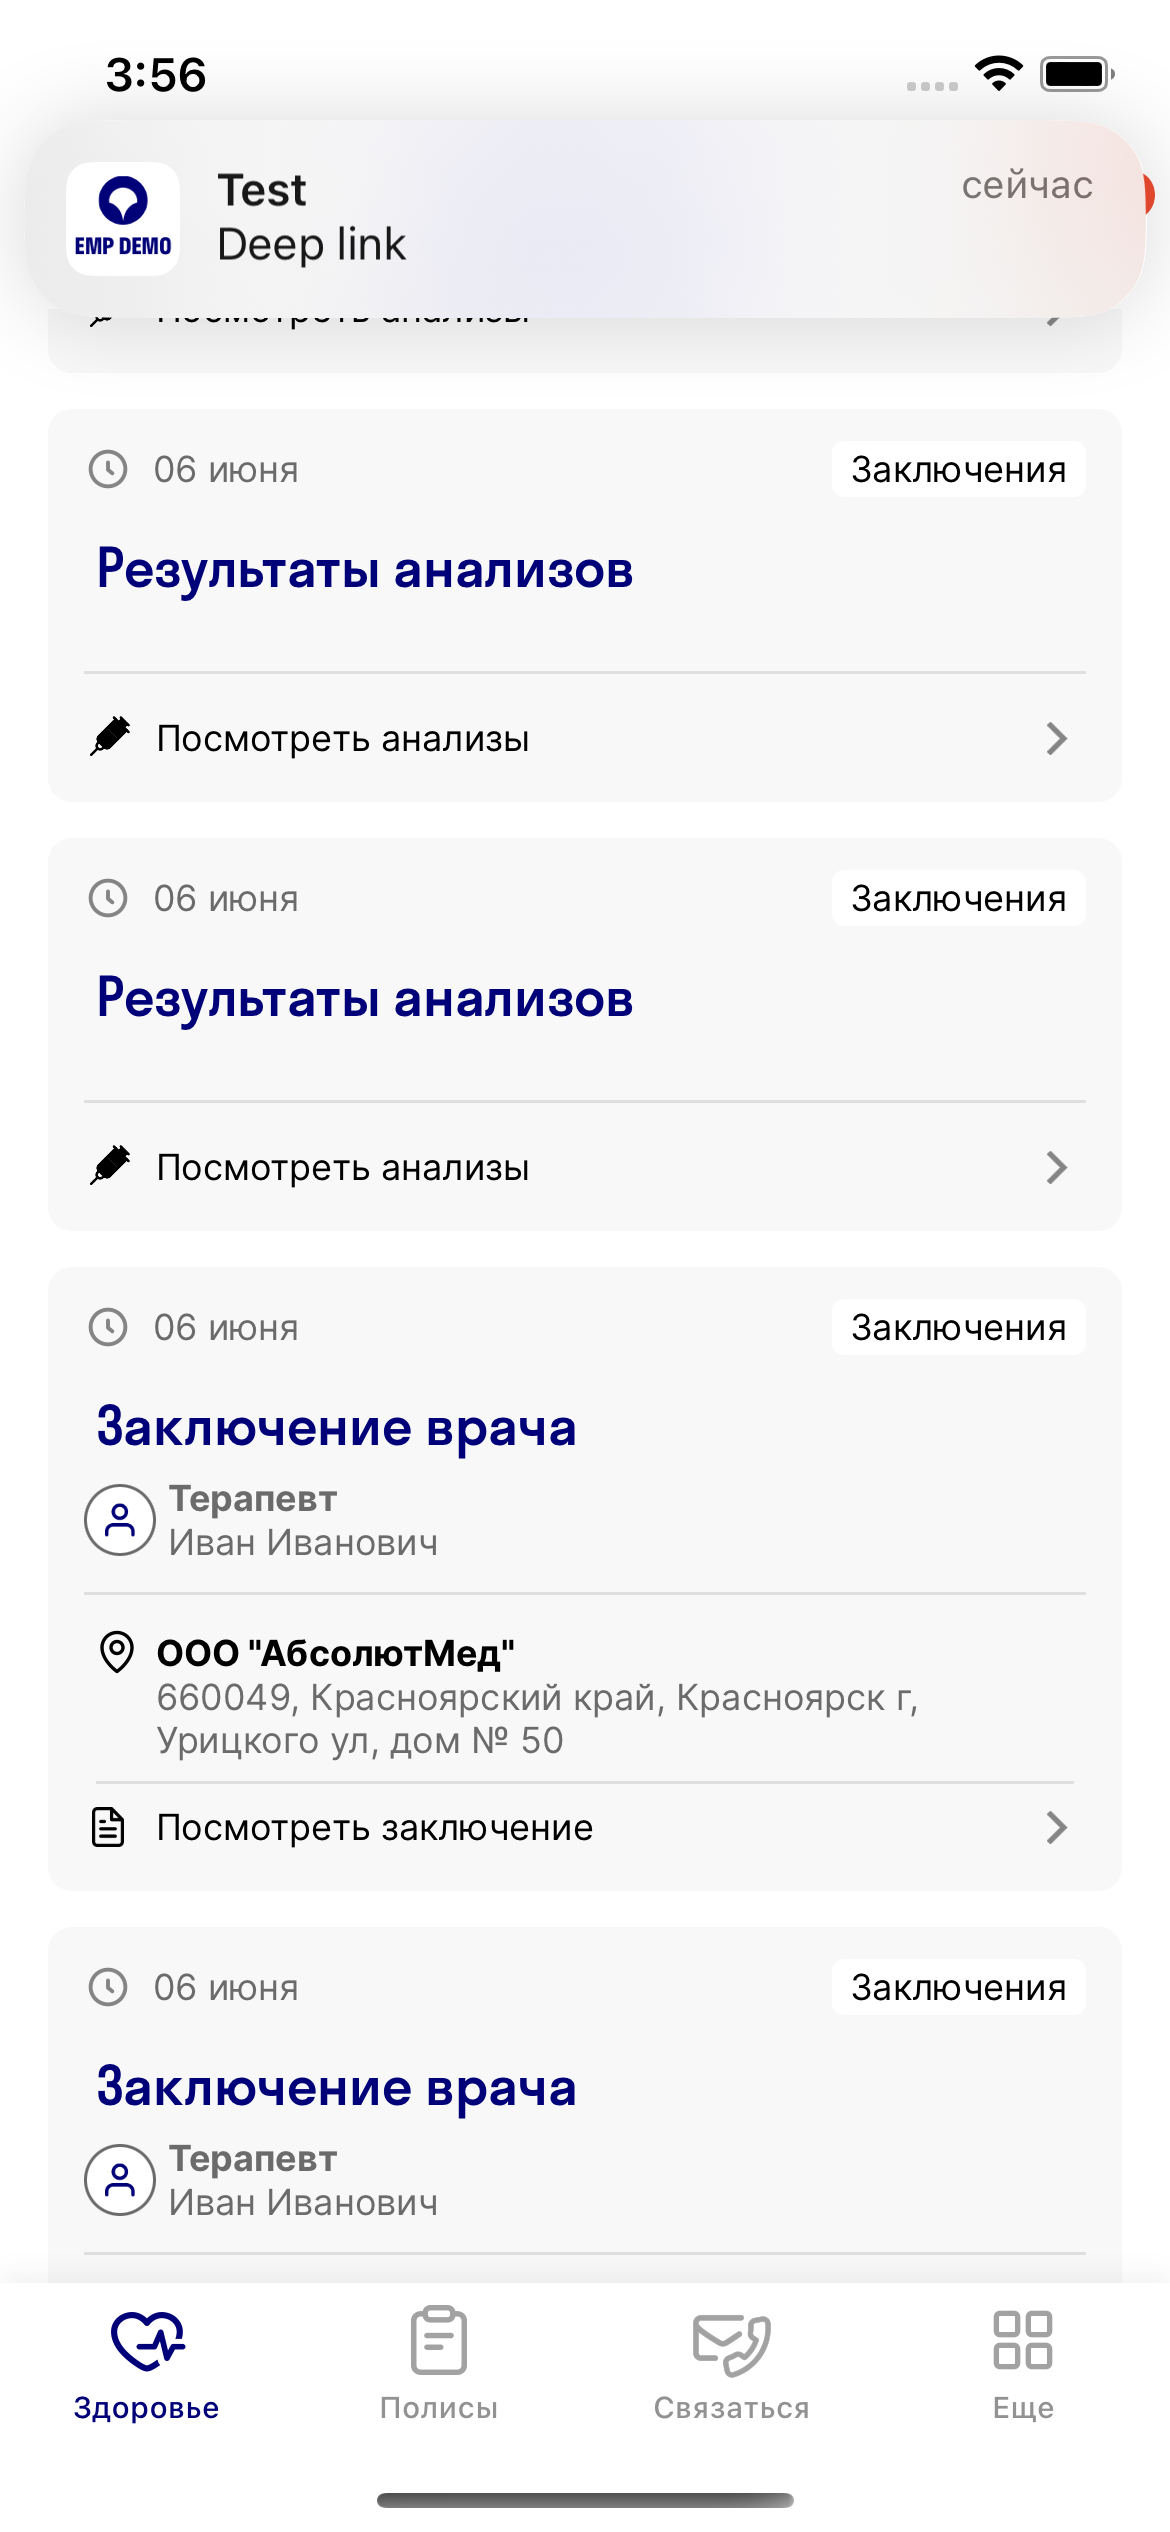 3:56
EMP DEMO
Test
сейчас
Deep link
Посмотреть анализы
06 июня
Заключения
Результаты анализов
Посмотреть анализы
06 июня
Заключения
Результаты анализов
Посмотреть анализы
06 июня
Заключения
Заключение врача
Терапевт
Иван Иванович
ООО "АбсолютМед"
660049, Красноярский край, Красноярск г,
Урицкого ул, дом № 50
Посмотреть заключение
06 июня
Заключения
Заключение врача
Терапевт
Иван Иванович
Здоровье
Полисы
Связаться
Еще